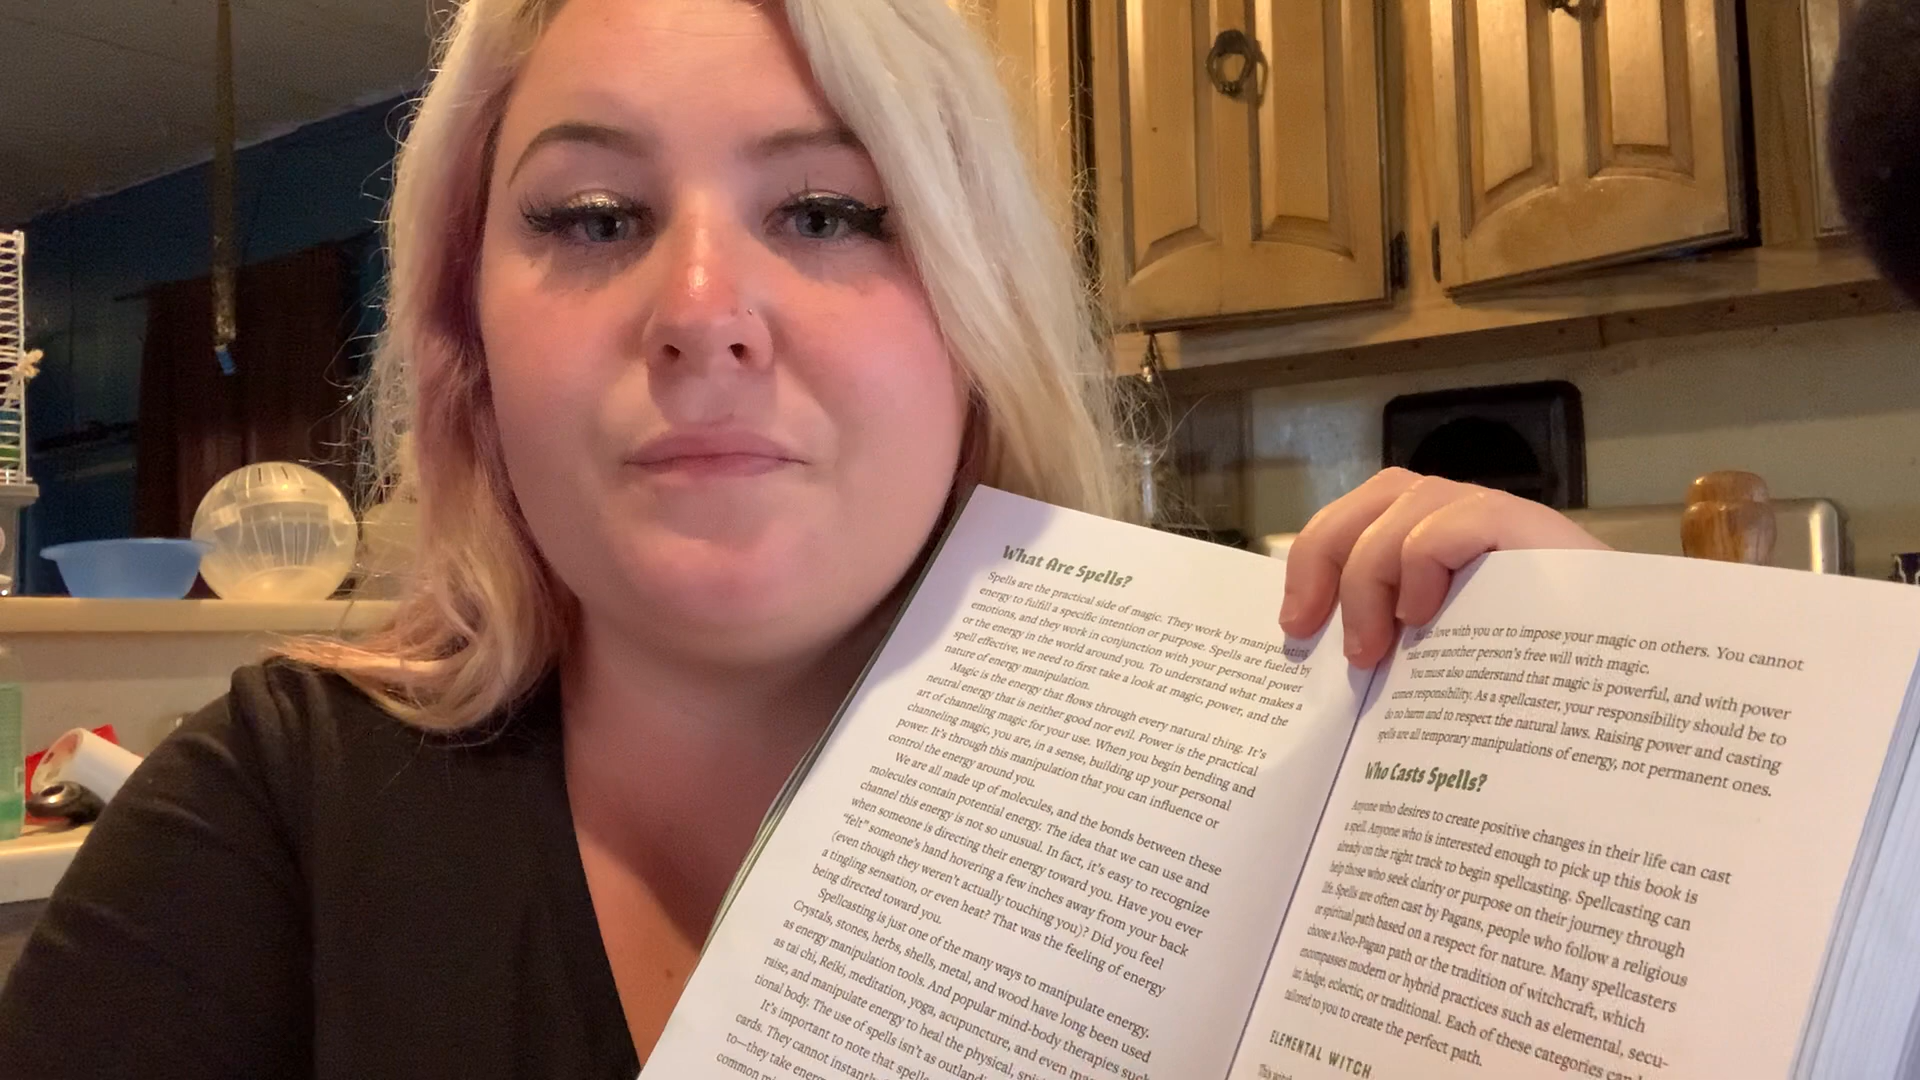 What Are Spells?
Spells are the practical side of magic. They work by manipulating
energy to fulfill a specific intention or purpose. Spells are fueled by
emotions, and they work in conjunction with your personal power
or the energy in the world around you. To understand what makes a
spell effective, we need to first take a look at magic, power, and the
nature of energy manipulation.
Magic is the energy that flows through every natural thing. It's
neutral energy that is neither good nor evil. Power is the practical
art of channeling magic for your use. When you begin bending and
channeling magic, you are, in a sense, building up your personal
power. It's through this manipulation that you can influence or
control the energy around you.
We are all made up of molecules, and the bonds between these
molecules contain potential energy. The idea that we can use and
channel this energy is not so unusual. In fact, it's easy to recognize
when someone is directing their energy toward you. Have you ever
“felt” someone's hand hovering a few inches away from your back
(even though they weren't actually touching you)? Did you feel
a tingling sensation, or even heat? That was the feeling of energy
being directed toward you.
Spellcasting is just one of the many ways to manipulate energy.
Crystals, stones, herbs, shells, metal, and wood have long been used
as energy manipulation tools. And popular mind-body therapies such
as tai chi, Reiki, meditation, yoga, acupuncture, and even
raise, and manipulate energy to heal the physical,
tional body. The use of spells isn't as
It's important to note that
cards. They cannot
to—they take
common
love with you or to impose your magic on others. You cannot
take away another person's free will with magic.
You must also understand that magic is powerful, and with power
comes responsibility. As a spellcaster, your responsibility should be to
do no harm and to respect the natural laws. Raising power and casting
spells are all temporary manipulations of energy, not permanent ones.
Who Casts Spells?
Anyone who desires to create positive changes in their life can cast
a spell. Anyone who is interested enough to pick up this book is
already on the right track to begin spellcasting. Spellcasting can
help those who seek clarity or purpose on their journey through
life. Spells are often cast by Pagans, people who follow a religious
or spiritual path based on a respect for nature. Many spellcasters
choose a Neo-Pagan path or the tradition of witchcraft, which
encompasses modern or hybrid practices such as elemental, secu-
lar, hedge, eclectic, or traditional. Each of these categories can
tailored to you to create the perfect path.
ELEMENTAL WITCH
This